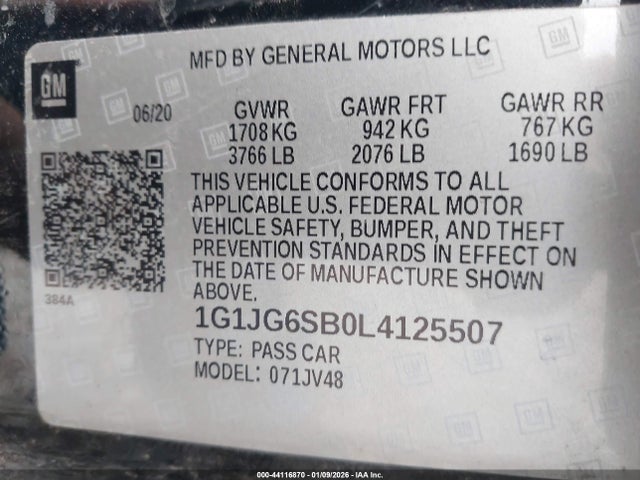 MFD BY GENERAL MOTORS LLC
GM
06/20 GVWR GAWR FRT GAWR RR
1708 KG 942 KG 767 KG
3766 LB 2076 LB 1690 LB
THIS VEHICLE CONFORMS TO ALL
APPLICABLE U.S. FEDERAL MOTOR
VEHICLE SAFETY, BUMPER, AND THEFT
PREVENTION STANDARDS IN EFFECT ON
THE DATE OF MANUFACTURE SHOWN
ABOVE.
384A
1G1JG6SB0L4125507
TYPE: PASS CAR
MODEL: 071JV48
000-44116870 - 01/09/2026 - IAA Inc.